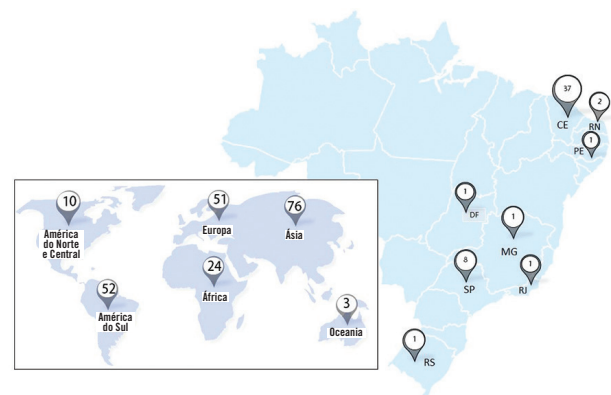 37
CE
2
RN
1
PE
1
DF
1
MG
8
SP
1
RJ
1
RS
10
América
do Norte
e Central
51
Europa
76
Ásia
52
América
do Sul
24
África
3
Oceania